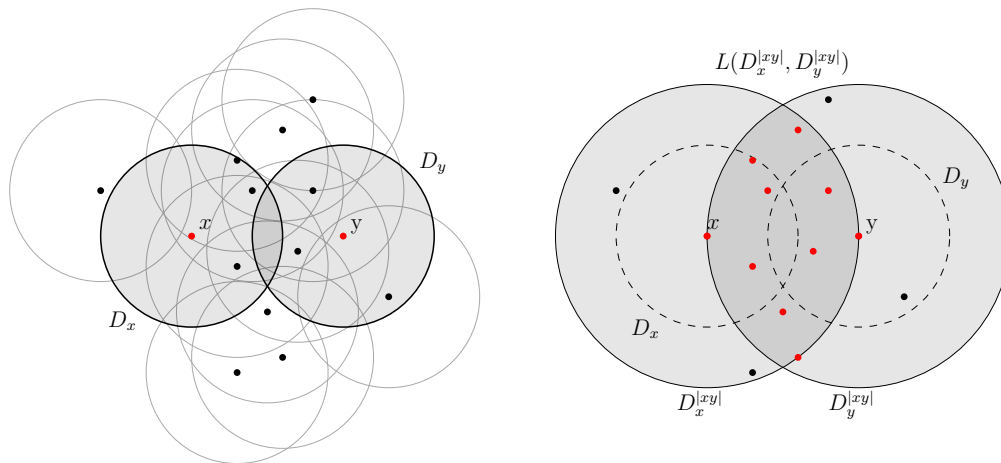 x
y
D_x
D_y
L(D_x^{|xy|}, D_y^{|xy|})
x
y
D_x
D_y
D_x^{|xy|}
D_y^{|xy|}